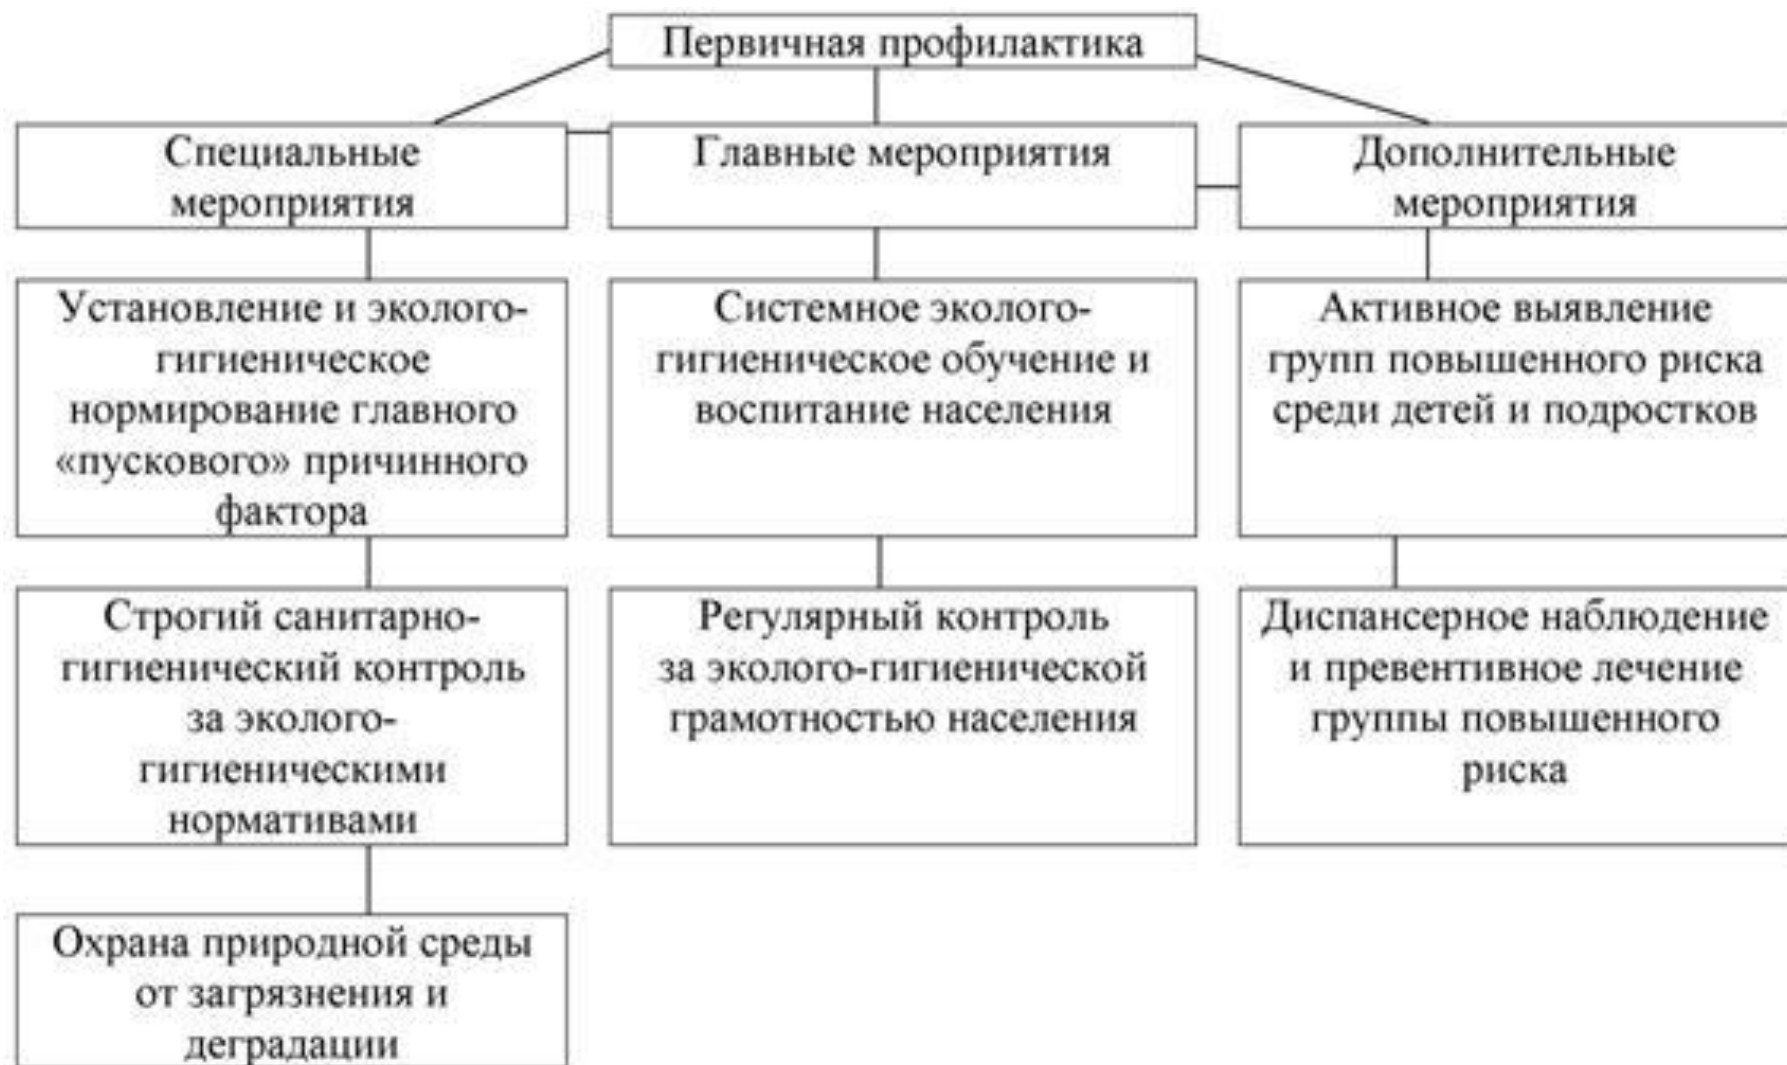 Первичная профилактика
Специальные
мероприятия
Главные мероприятия
Дополнительные
мероприятия
Установление и эколого-
гигиеническое
нормирование главного
«пускового» причинного
фактора
Системное эколого-
гигиеническое обучение и
воспитание населения
Активное выявление
групп повышенного риска
среди детей и подростков
Строгий санитарно-
гигиенический контроль
за эколого-
гигиеническими
нормативами
Регулярный контроль
за эколого-гигиенической
грамотностью населения
Диспансерное наблюдение
и превентивное лечение
группы повышенного
риска
Охрана природной среды
от загрязнения и
деградации